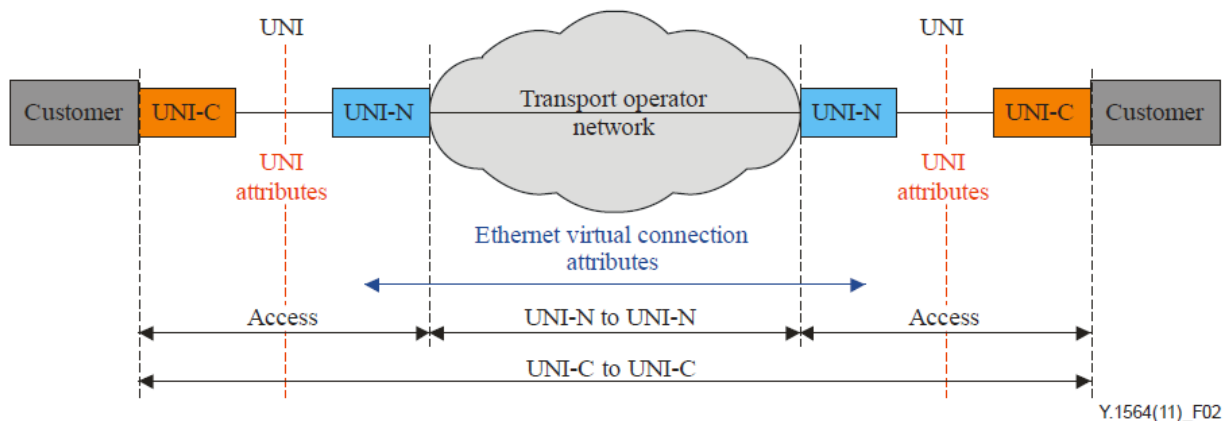 UNI
UNI
Customer
UNI-C
UNI-N
Transport operator
network
UNI-N
UNI-C
Customer
UNI
attributes
UNI
attributes
Ethernet virtual connection
attributes
Access
UNI-N to UNI-N
Access
UNI-C to UNI-C
Y.1564(11)_F02